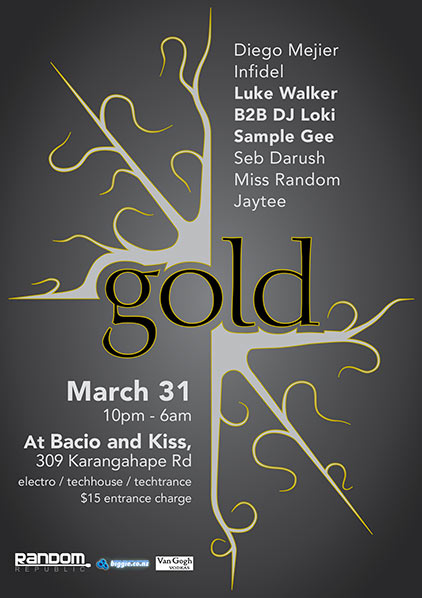 Diego Mejier
Infidel
Luke Walker
B2B DJ Loki
Sample Gee
Seb Darush
Miss Random
Jaytee
gold
March 31
10pm - 6am
At Bacio and Kiss,
309 Karangahape Rd
electro / techhouse / techtrance
$15 entrance charge
RANDOM
REPUBLIC
biggie.co.nz
Van Gogh
VODKAS